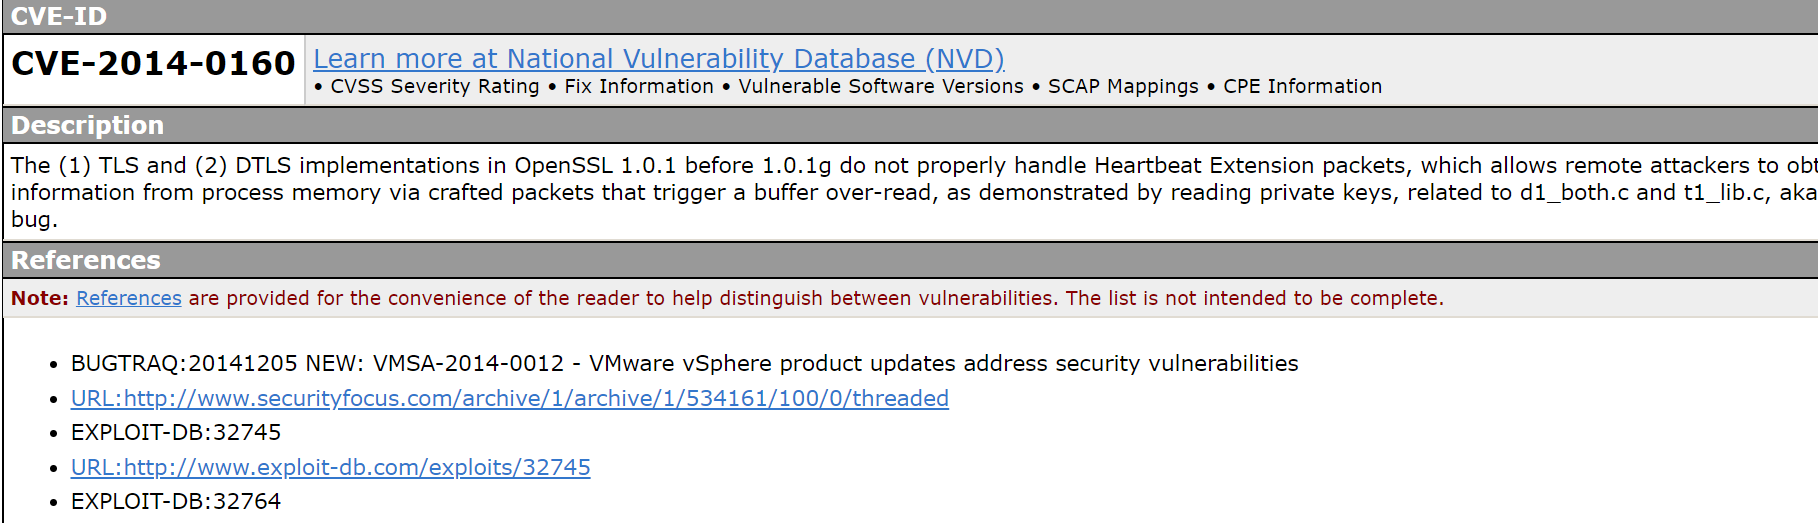 CVE-ID
CVE-2014-0160
Learn more at National Vulnerability Database (NVD)
• CVSS Severity Rating • Fix Information • Vulnerable Software Versions • SCAP Mappings • CPE Information
Description
The (1) TLS and (2) DTLS implementations in OpenSSL 1.0.1 before 1.0.1g do not properly handle Heartbeat Extension packets, which allows remote attackers to obt
information from process memory via crafted packets that trigger a buffer over-read, as demonstrated by reading private keys, related to d1_both.c and t1_lib.c, aka
bug.
References
Note: References are provided for the convenience of the reader to help distinguish between vulnerabilities. The list is not intended to be complete.
• BUGTRAQ:20141205 NEW: VMSA-2014-0012 - VMware vSphere product updates address security vulnerabilities
• URL:http://www.securityfocus.com/archive/1/archive/1/534161/100/0/threaded
• EXPLOIT-DB:32745
• URL:http://www.exploit-db.com/exploits/32745
• EXPLOIT-DB:32764